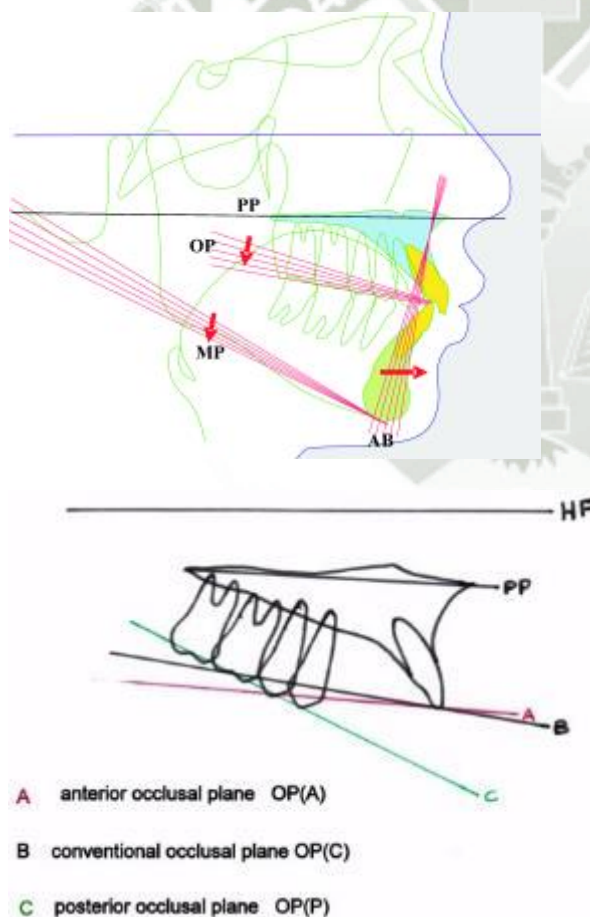 PP
OP
MP
AB
HP
PP
A
B
C
A anterior occlusal plane OP(A)
B conventional occlusal plane OP(C)
C posterior occlusal plane OP(P)